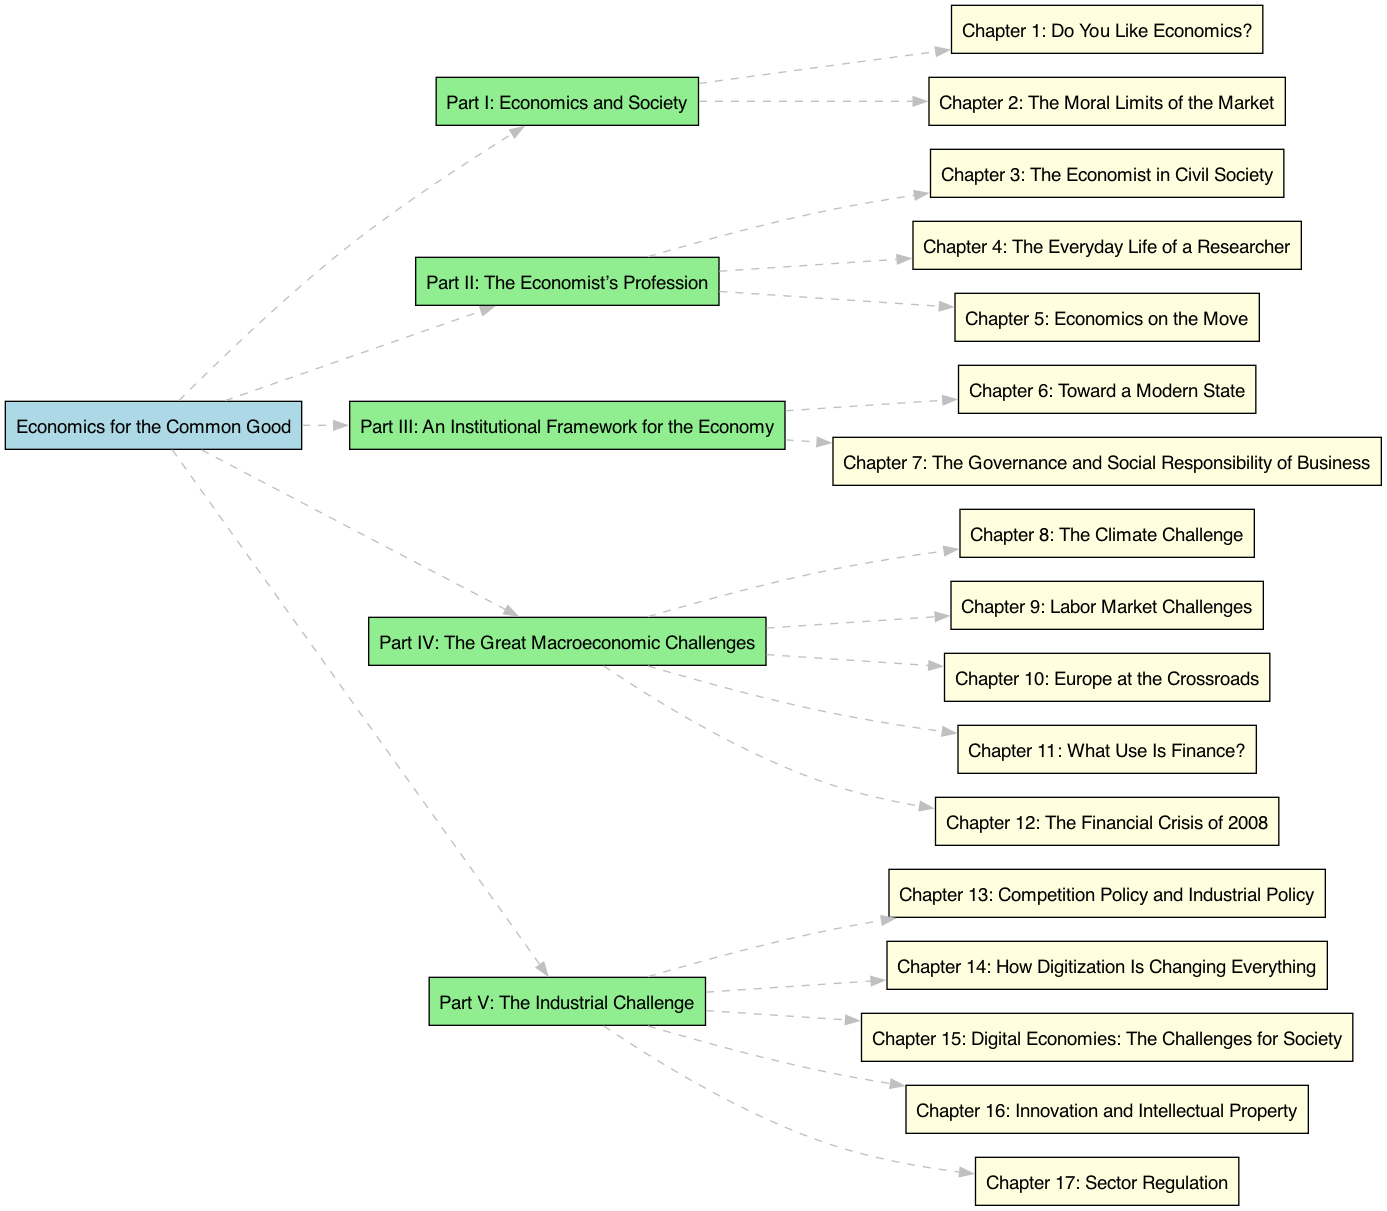 Economics for the Common Good
Part I: Economics and Society
Chapter 1: Do You Like Economics?
Chapter 2: The Moral Limits of the Market
Part II: The Economist’s Profession
Chapter 3: The Economist in Civil Society
Chapter 4: The Everyday Life of a Researcher
Chapter 5: Economics on the Move
Part III: An Institutional Framework for the Economy
Chapter 6: Toward a Modern State
Chapter 7: The Governance and Social Responsibility of Business
Part IV: The Great Macroeconomic Challenges
Chapter 8: The Climate Challenge
Chapter 9: Labor Market Challenges
Chapter 10: Europe at the Crossroads
Chapter 11: What Use Is Finance?
Chapter 12: The Financial Crisis of 2008
Part V: The Industrial Challenge
Chapter 13: Competition Policy and Industrial Policy
Chapter 14: How Digitization Is Changing Everything
Chapter 15: Digital Economies: The Challenges for Society
Chapter 16: Innovation and Intellectual Property
Chapter 17: Sector Regulation